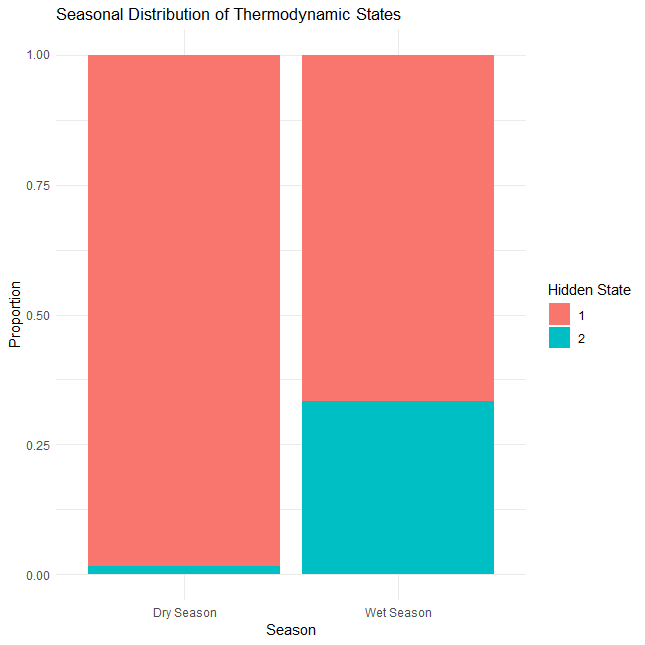 Seasonal Distribution of Thermodynamic States
1.00
0.75
0.50
0.25
0.00
Proportion
Dry Season
Wet Season
Season
Hidden State
1
2